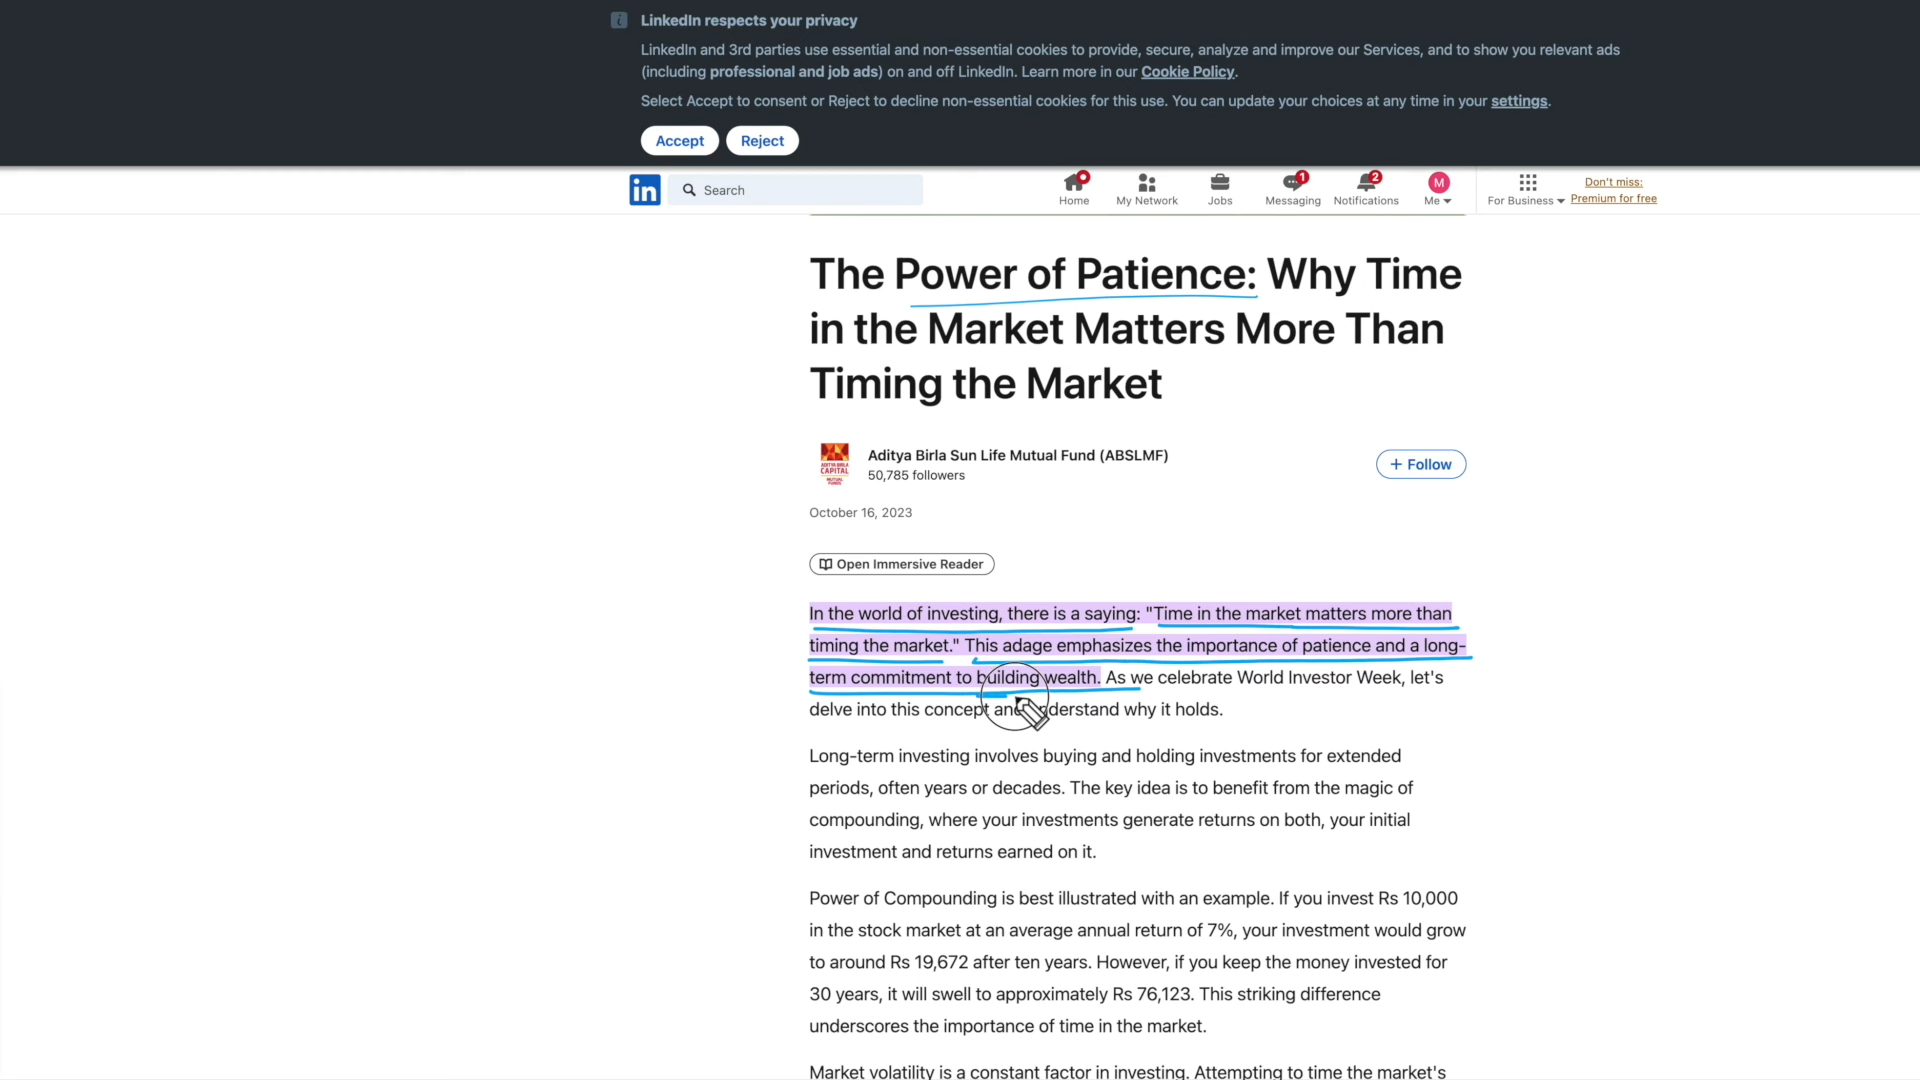 LinkedIn respects your privacy
LinkedIn and 3rd parties use essential and non-essential cookies to provide, secure, analyze and improve our Services, and to show you relevant ads
(including professional and job ads) on and off LinkedIn. Learn more in our Cookie Policy.
Select Accept to consent or Reject to decline non-essential cookies for this use. You can update your choices at any time in your settings.
Accept Reject
in Search
Home My Network Jobs 1 Messaging 2 Notifications M Me For Business Don't miss: Premium for free
The Power of Patience: Why Time
in the Market Matters More Than
Timing the Market
ADITYA BIRLA
CAPITAL
MUTUAL
FUNDS
Aditya Birla Sun Life Mutual Fund (ABSLMF)
50,785 followers
+ Follow
October 16, 2023
Open Immersive Reader
In the world of investing, there is a saying: "Time in the market matters more than
timing the market." This adage emphasizes the importance of patience and a long-
term commitment to building wealth. As we celebrate World Investor Week, let's
delve into this concept and understand why it holds.
Long-term investing involves buying and holding investments for extended
periods, often years or decades. The key idea is to benefit from the magic of
compounding, where your investments generate returns on both, your initial
investment and returns earned on it.
Power of Compounding is best illustrated with an example. If you invest Rs 10,000
in the stock market at an average annual return of 7%, your investment would grow
to around Rs 19,672 after ten years. However, if you keep the money invested for
30 years, it will swell to approximately Rs 76,123. This striking difference
underscores the importance of time in the market.
Market volatility is a constant factor in investing. Attempting to time the market's